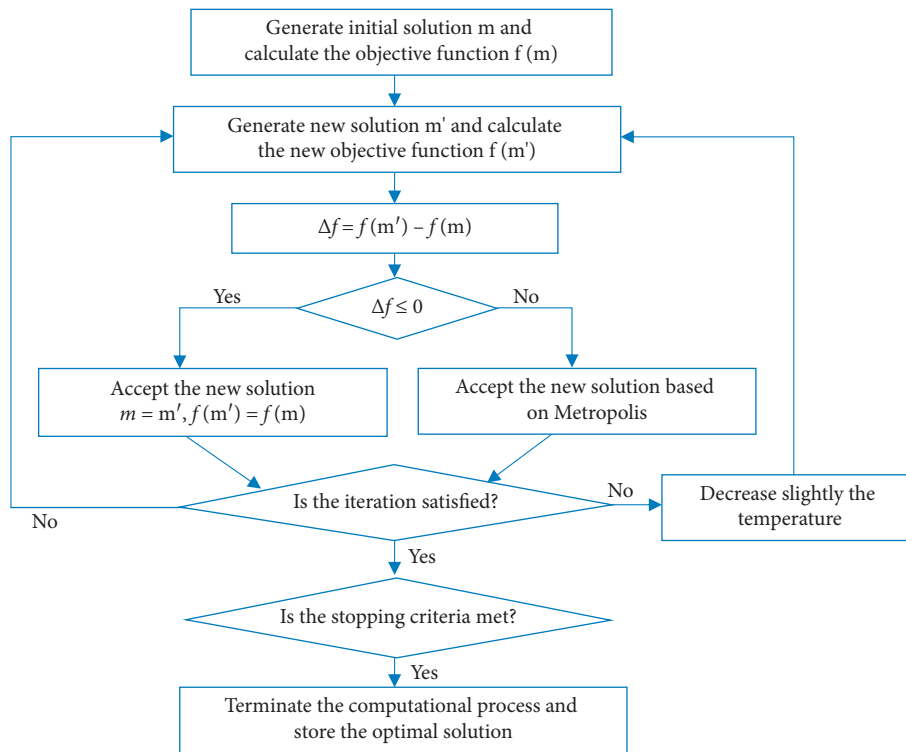 Generate initial solution m and
calculate the objective function f (m)
Generate new solution m' and calculate
the new objective function f (m')
Δf = f (m′) – f (m)
Yes
Δf ≤ 0
No
Accept the new solution
m = m′, f (m′) = f (m)
Accept the new solution based
on Metropolis
Is the iteration satisfied?
No
No
Decrease slightly the
temperature
Yes
Is the stopping criteria met?
Yes
Terminate the computational process and
store the optimal solution